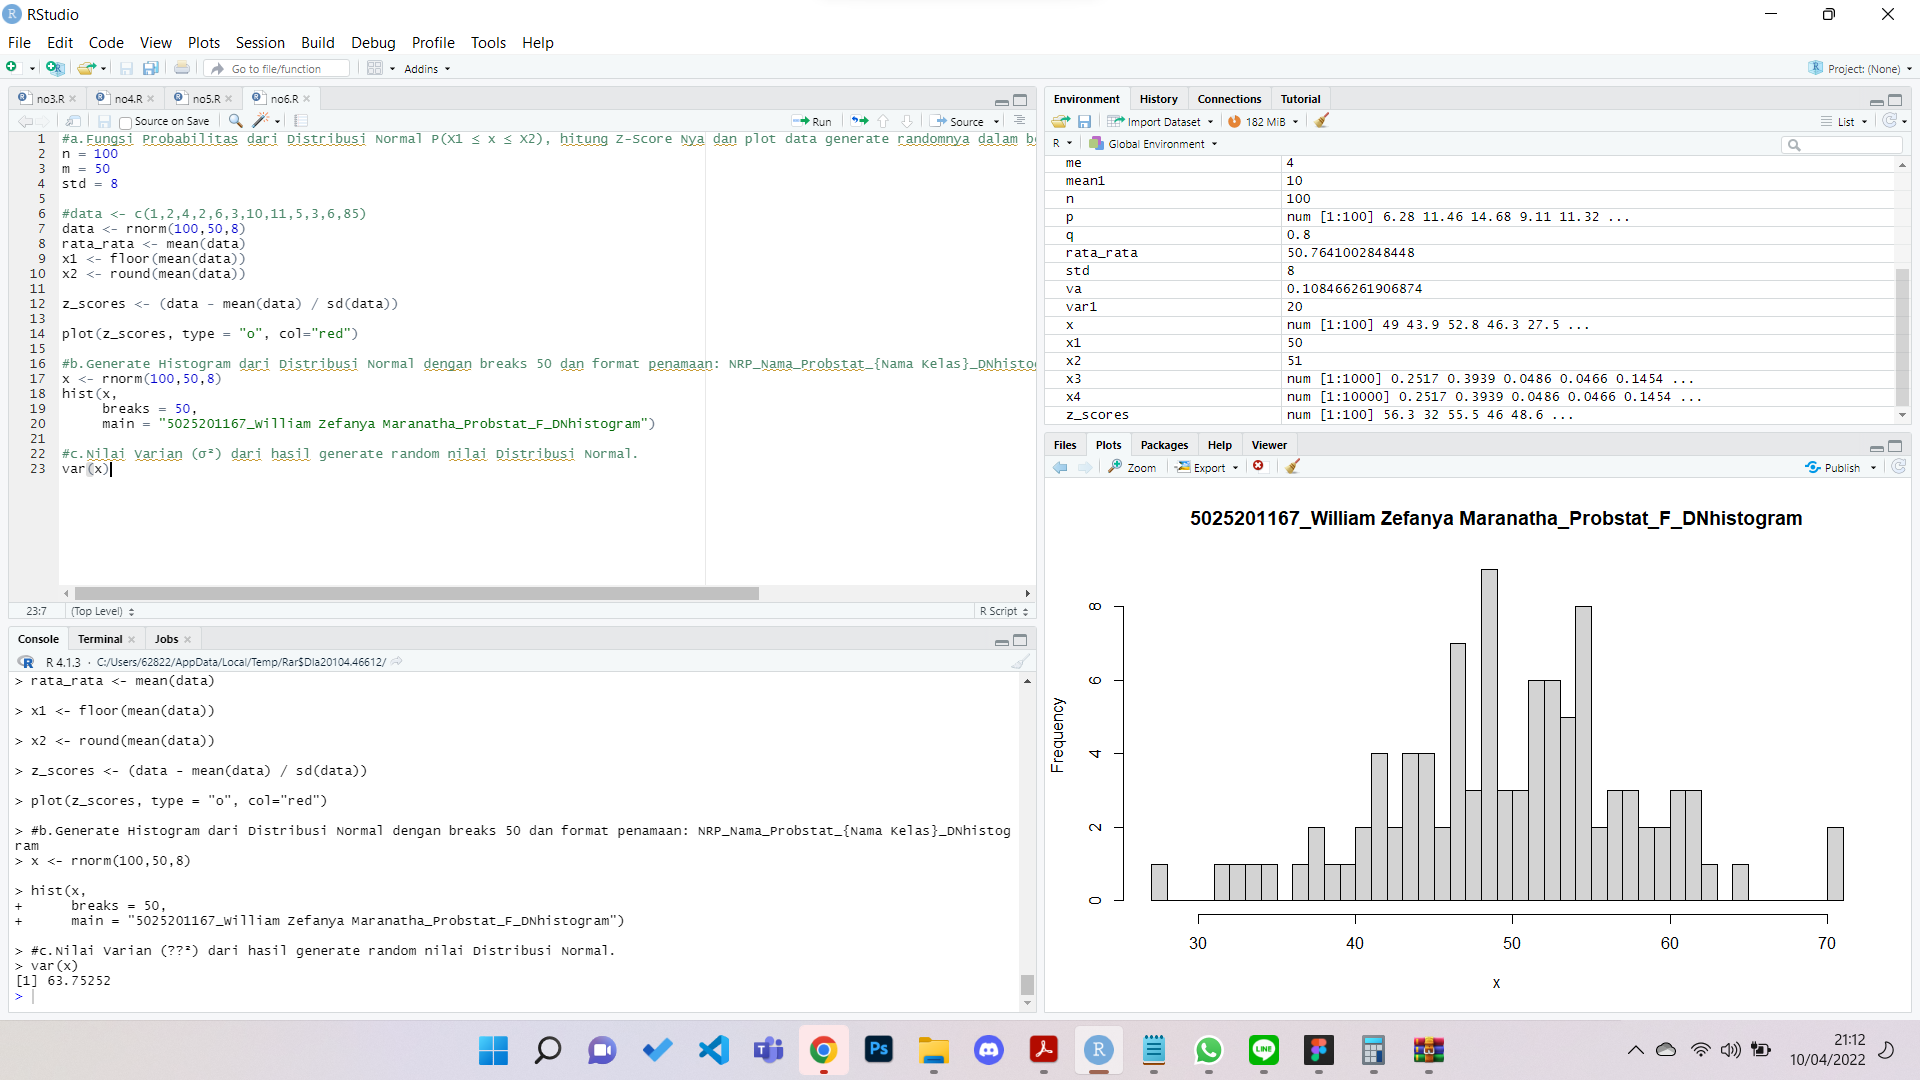 RStudio
File Edit Code View Plots Session Build Debug Profile Tools Help
Go to file/function
Addins
Project: (None)
no3.R
no4.R
no5.R
no6.R
Source on Save
Run
Source
1 #a.Fungsi Probabilitas dari Distribusi Normal P(X1 ≤ x ≤ X2), hitung Z-Score Nya dan plot data generate randomnya dalam b
2 n = 100
3 m = 50
4 std = 8
5
6 #data <- c(1,2,4,2,6,3,10,11,5,3,6,85)
7 data <- rnorm(100,50,8)
8 rata_rata <- mean(data)
9 x1 <- floor(mean(data))
10 x2 <- round(mean(data))
11
12 z_scores <- (data - mean(data) / sd(data))
13
14 plot(z_scores, type = "o", col="red")
15
16 #b.Generate Histogram dari Distribusi Normal dengan breaks 50 dan format penamaan: NRP_Nama_Probstat_{Nama Kelas}_DNhisto
17 x <- rnorm(100,50,8)
18 hist(x,
19 breaks = 50,
20 main = "5025201167_William Zefanya Maranatha_Probstat_F_DNhistogram")
21
22 #c.Nilai Varian (σ²) dari hasil generate random nilai Distribusi Normal.
23 var(x)
23:7
(Top Level)
R Script
Console Terminal Jobs
R 4.1.3 · C:/Users/62822/AppData/Local/Temp/Rar$DIa20104.46612/
> rata_rata <- mean(data)
> x1 <- floor(mean(data))
> x2 <- round(mean(data))
> z_scores <- (data - mean(data) / sd(data))
> plot(z_scores, type = "o", col="red")
> #b.Generate Histogram dari Distribusi Normal dengan breaks 50 dan format penamaan: NRP_Nama_Probstat_{Nama Kelas}_DNhistog
ram
> x <- rnorm(100,50,8)
> hist(x,
+ breaks = 50,
+ main = "5025201167_William Zefanya Maranatha_Probstat_F_DNhistogram")
> #c.Nilai Varian (??²) dari hasil generate random nilai Distribusi Normal.
> var(x)
[1] 63.75252
>
Environment History Connections Tutorial
Import Dataset
182 MiB
List
R
Global Environment
me 4
mean1 10
n 100
p num [1:100] 6.28 11.46 14.68 9.11 11.32 ...
q 0.8
rata_rata 50.7641002848448
std 8
va 0.108466261906874
var1 20
x num [1:100] 49 43.9 52.8 46.3 27.5 ...
x1 50
x2 51
x3 num [1:1000] 0.2517 0.3939 0.0486 0.0466 0.1454 ...
x4 num [1:10000] 0.2517 0.3939 0.0486 0.0466 0.1454 ...
z_scores num [1:100] 56.3 32 55.5 46 48.6 ...
Files Plots Packages Help Viewer
Zoom
Export
Publish
5025201167_William Zefanya Maranatha_Probstat_F_DNhistogram
Frequency
8
6
4
2
0
30 40 50 60 70
x
Ps
LINE
R
21:12
10/04/2022